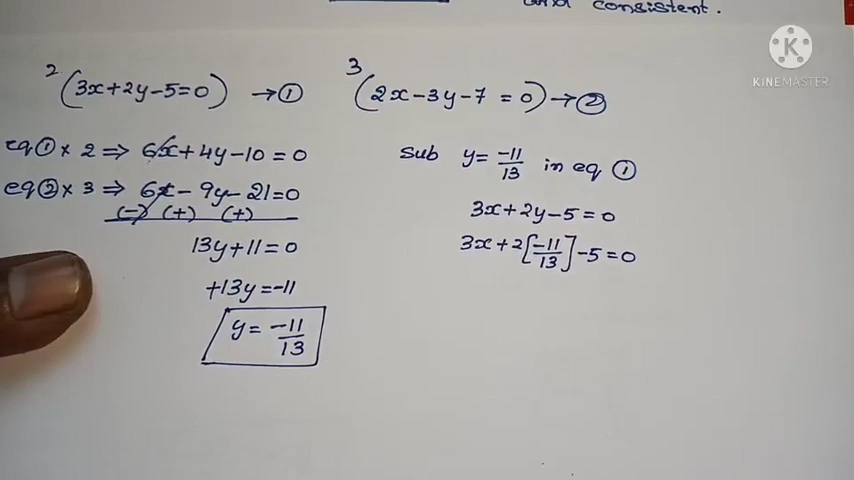 and consistent.
K
KINEMASTER
2(3x+2y-5=0) →① 3(2x-3y-7=0)→②
eq①×2⇒ 6x+4y-10=0
eq②×3⇒ 6x-9y-21=0
(-) (+) (+)
13y+11=0
+13y=-11
y= -11/13
Sub y= -11/13 in eq ①
3x+2y-5=0
3x+2[-11/13]-5=0